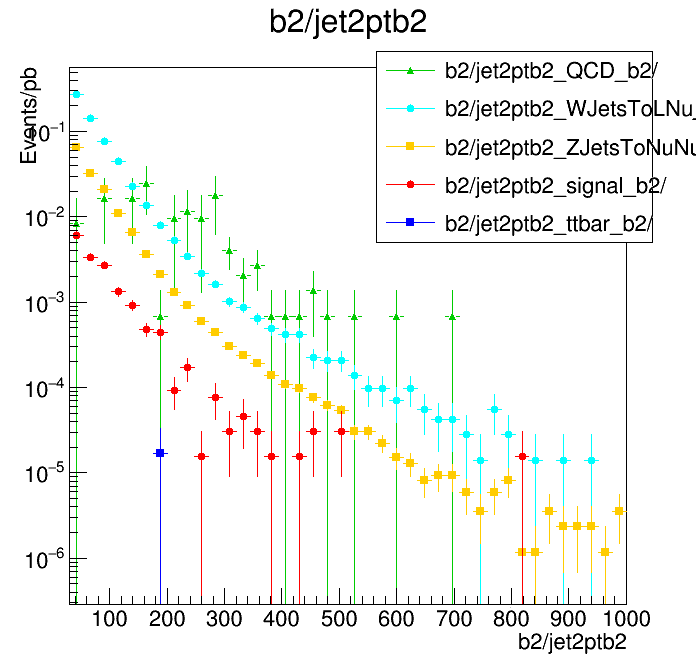 b2/jet2ptb2
Events/pb
b2/jet2ptb2_QCD_b2/
b2/jet2ptb2_WJetsToLNu_
b2/jet2ptb2_ZJetsToNuNu
b2/jet2ptb2_signal_b2/
b2/jet2ptb2_ttbar_b2/
10−1
10−2
10−3
10−4
10−5
10−6
100 200 300 400 500 600 700 800 900 1000
b2/jet2ptb2